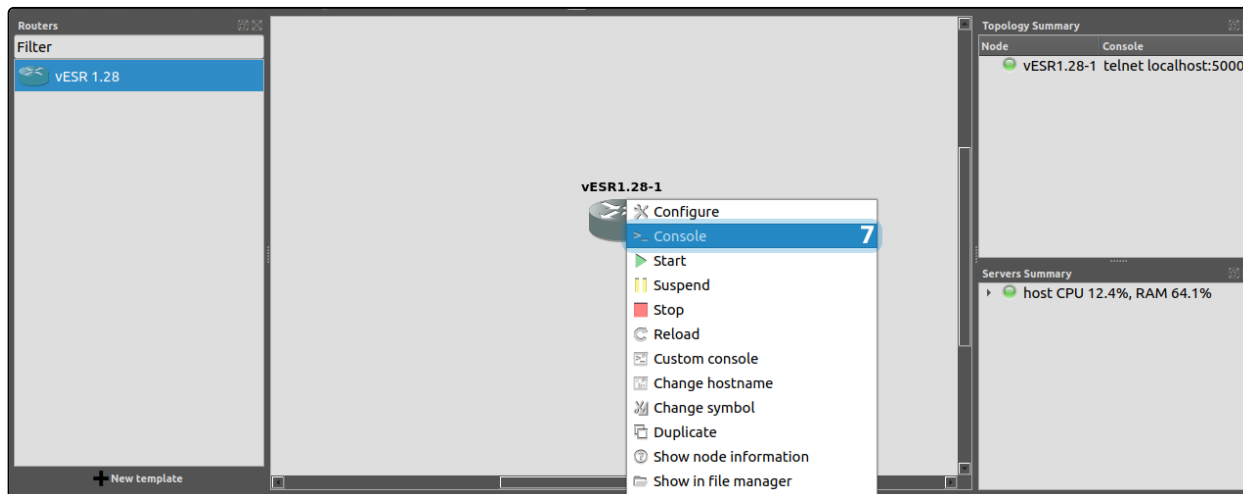 Routers
Filter
vESR 1.28
New template
vESR1.28-1
Configure
>_ Console 7
Start
Suspend
Stop
Reload
Custom console
Change hostname
Change symbol
Duplicate
Show node information
Show in file manager
Topology Summary
Node Console
vESR1.28-1 telnet localhost:5000
Servers Summary
host CPU 12.4%, RAM 64.1%